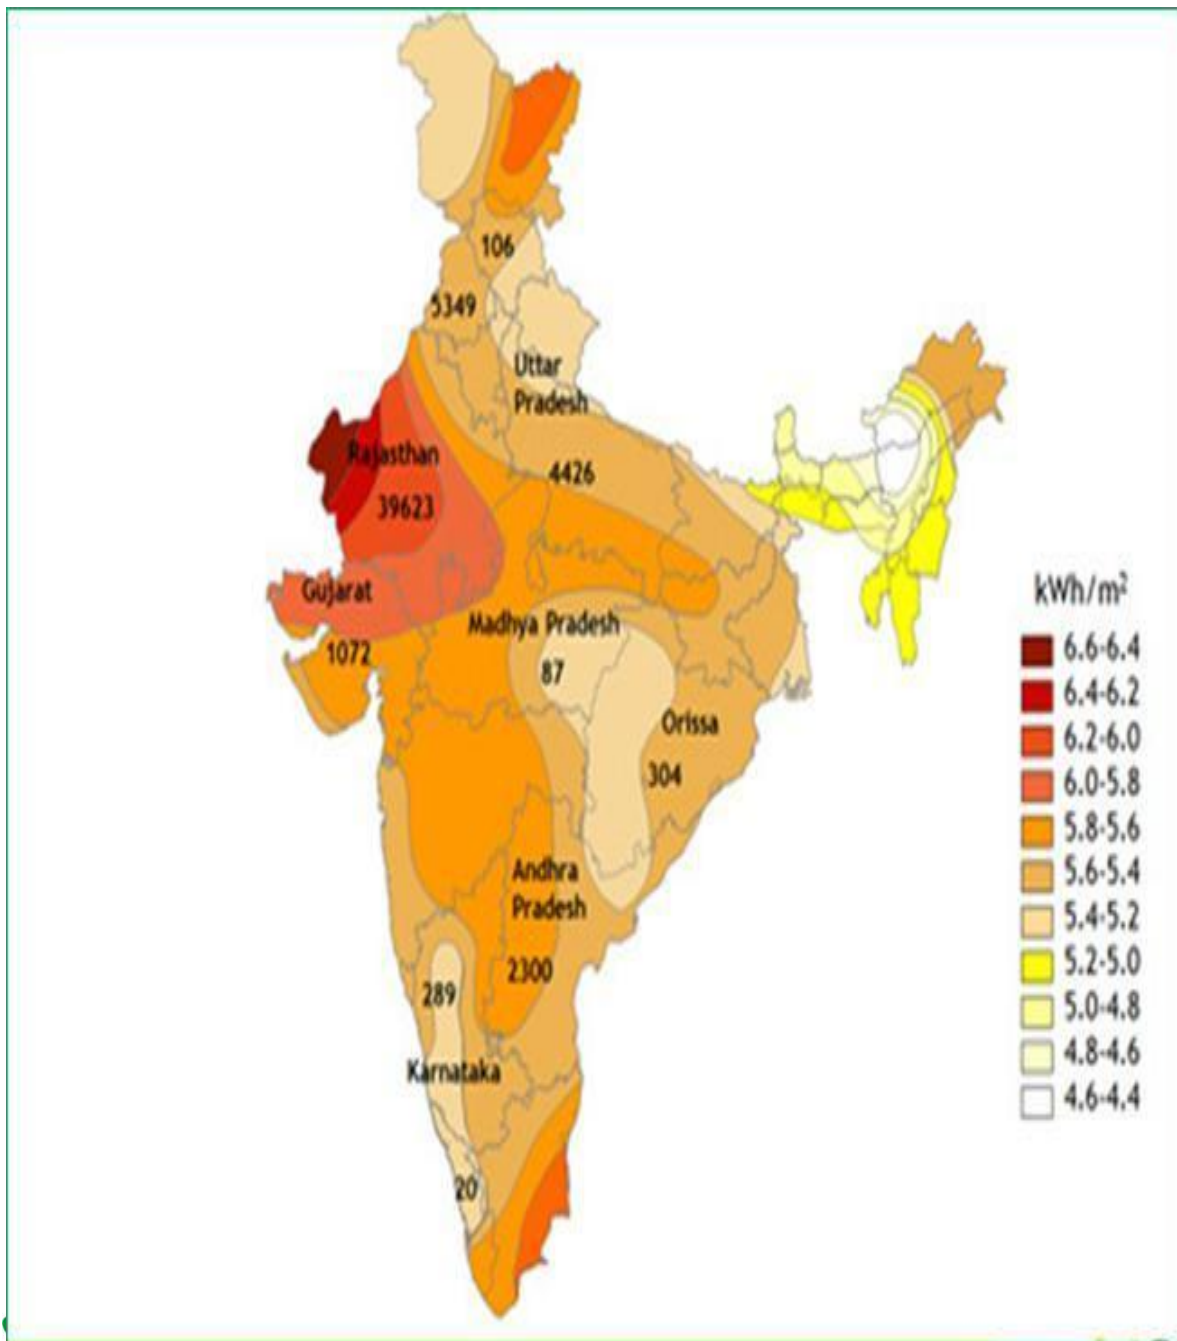 106
5349
Uttar
Pradesh
Rajasthan
4426
39623
Gujarat
Madhya Pradesh
1072
87
Orissa
304
Andhra
Pradesh
2300
289
Karnataka
20
kWh/m²
6.6-6.4
6.4-6.2
6.2-6.0
6.0-5.8
5.8-5.6
5.6-5.4
5.4-5.2
5.2-5.0
5.0-4.8
4.8-4.6
4.6-4.4